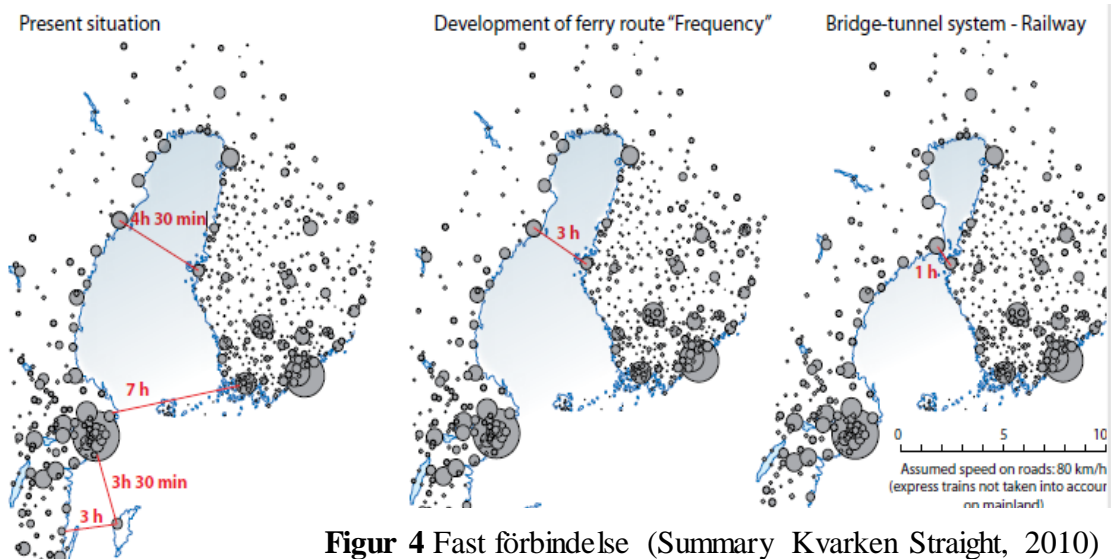 Present situation
Development of ferry route "Frequency"
Bridge-tunnel system - Railway
4h 30 min
3 h
1 h
7 h
3h 30 min
3 h
0 5 10
Assumed speed on roads: 80 km/h
(express trains not taken into accour
on mainland)
Figur 4 Fast förbindelse (Summary Kvarken Straight, 2010)